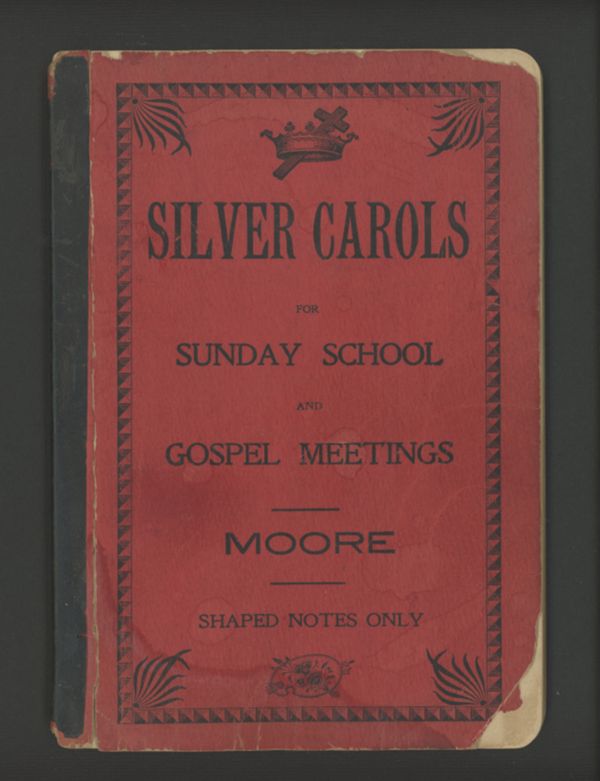 SILVER CAROLS
FOR
SUNDAY SCHOOL
AND
GOSPEL MEETINGS
MOORE
SHAPED NOTES ONLY